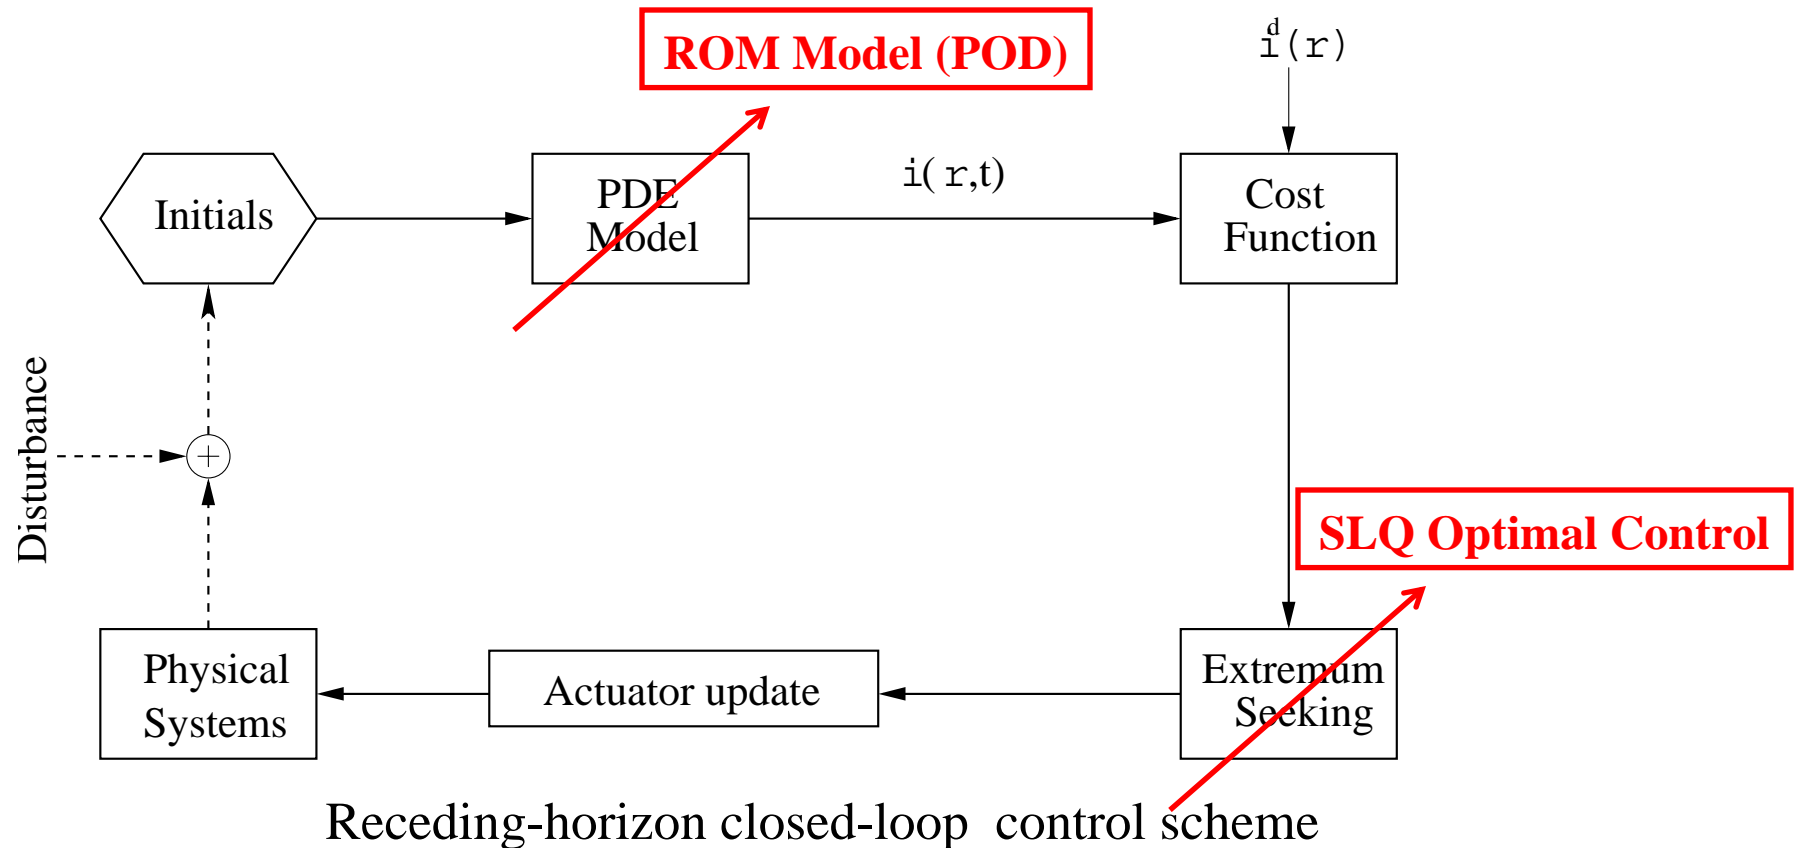 ROM Model (POD)
i^d(r)
Initials
PDE
Model
i( r,t)
Cost
Function
Disturbance
+
SLQ Optimal Control
Physical
Systems
Actuator update
Extremum
Seeking
Receding-horizon closed-loop control scheme